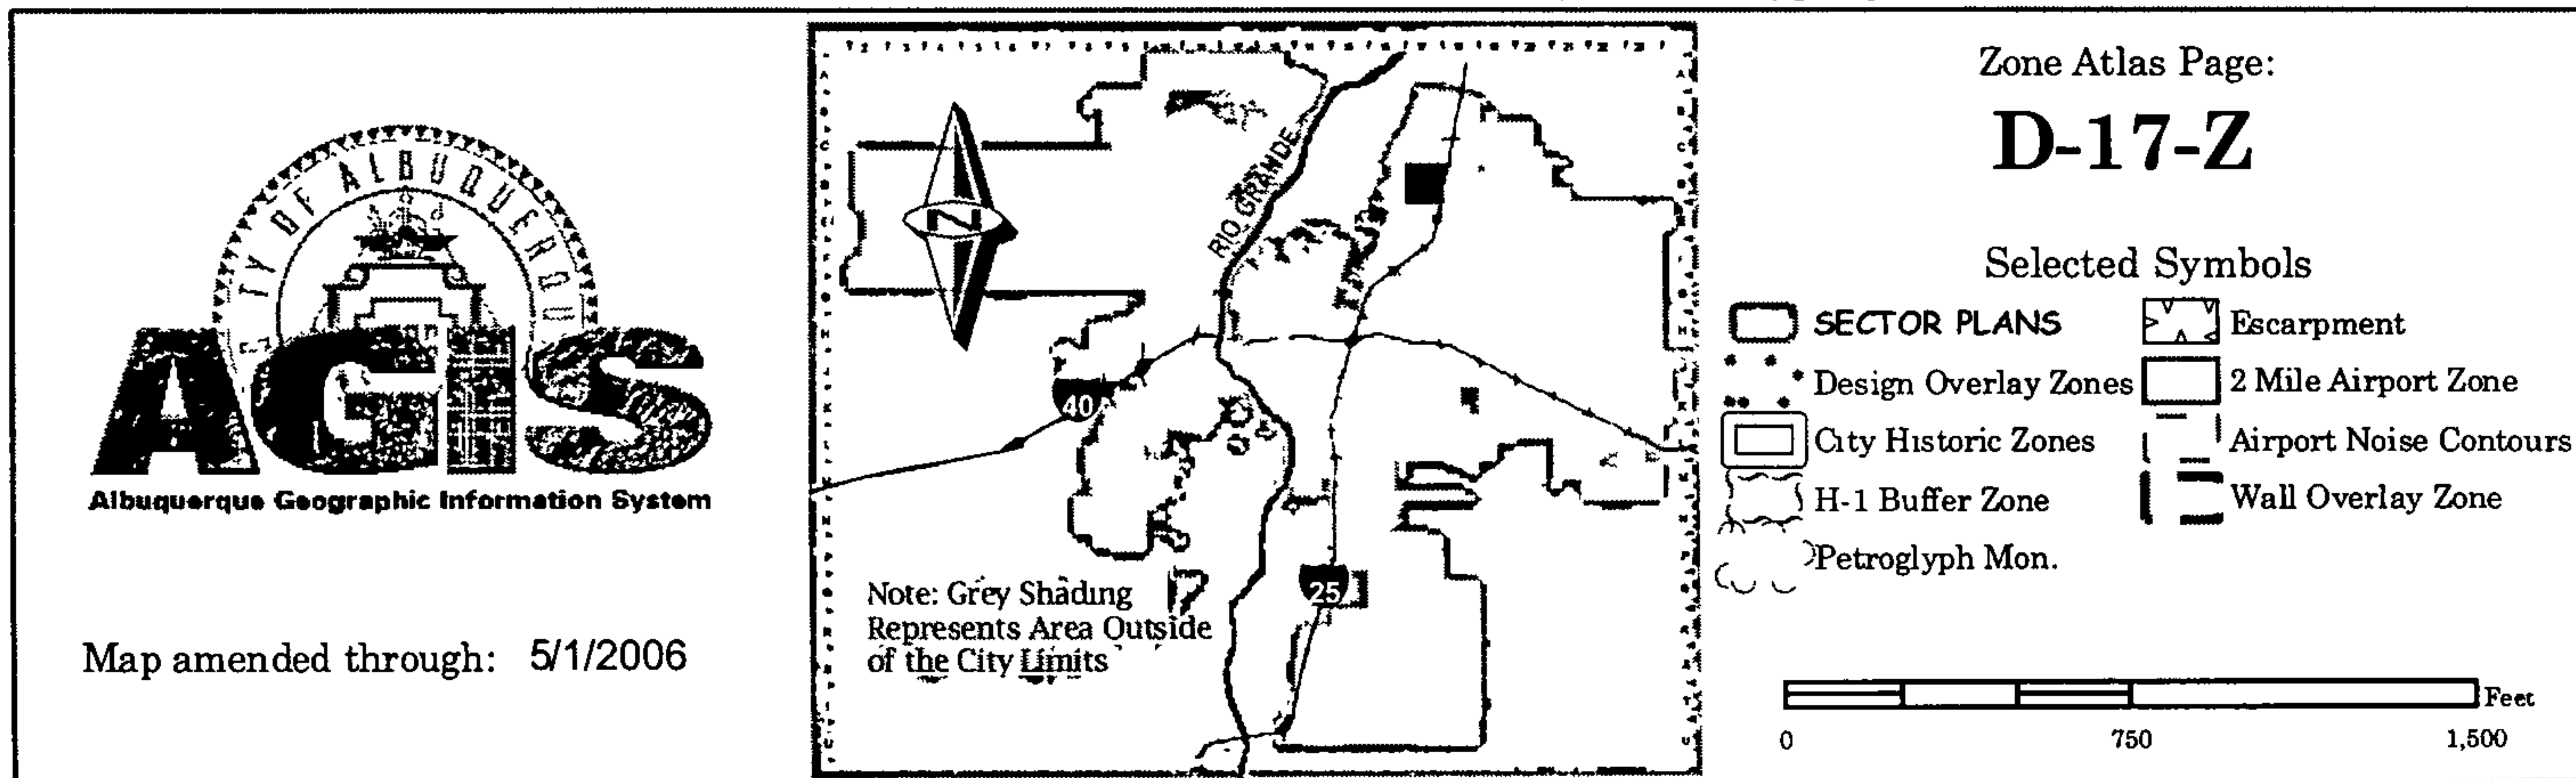 CITY OF ALBUQUERQU
AGIS
Albuquerque Geographic Information System
Map amended through: 5/1/2006
N
RIO GRANDE
40
25
Note: Grey Shading
Represents Area Outside
of the City Limits
Zone Atlas Page:
D-17-Z
Selected Symbols
SECTOR PLANS
Design Overlay Zones
City Historic Zones
H-1 Buffer Zone
Petroglyph Mon.
Escarpment
2 Mile Airport Zone
Airport Noise Contours
Wall Overlay Zone
Feet
0 750 1,500